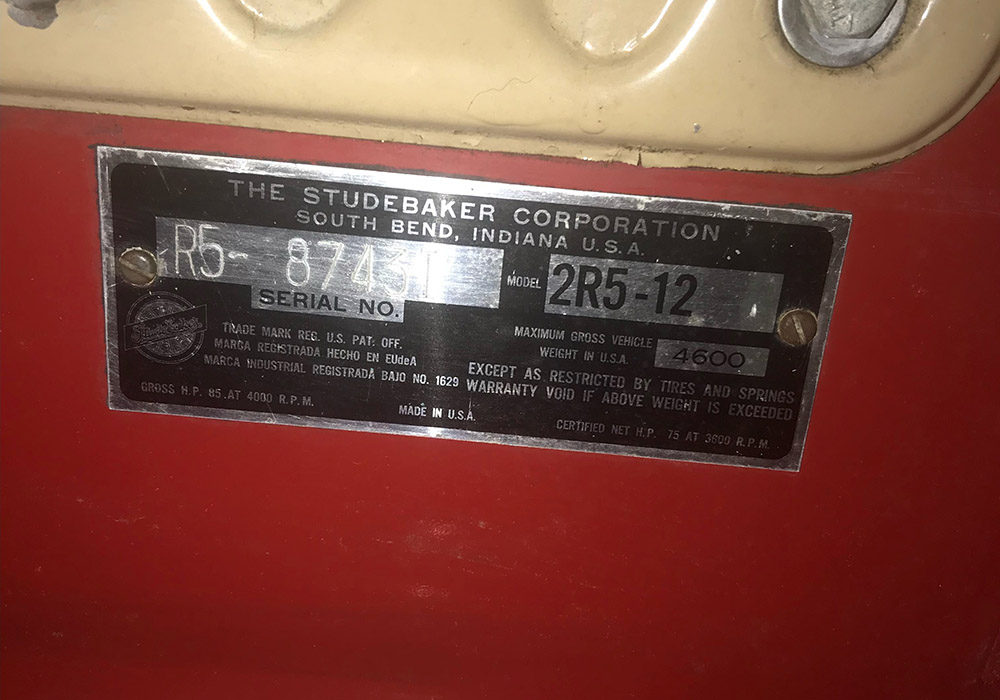 THE STUDEBAKER CORPORATION
SOUTH BEND, INDIANA U.S.A.
R5- 8743
SERIAL NO.
MODEL 2R5-12
Studebaker
TRADE MARK REG. U.S. PAT. OFF.
MARCA REGISTRADA HECHO EN EUdeA
MARCA INDUSTRIAL REGISTRADA BAJO NO. 1629
MAXIMUM GROSS VEHICLE
WEIGHT IN U.S.A. 4600
EXCEPT AS RESTRICTED BY TIRES AND SPRINGS
WARRANTY VOID IF ABOVE WEIGHT IS EXCEEDED
GROSS H.P. 85 AT 4000 R.P.M.
MADE IN U.S.A.
CERTIFIED NET H.P. 75 AT 3600 R.P.M.